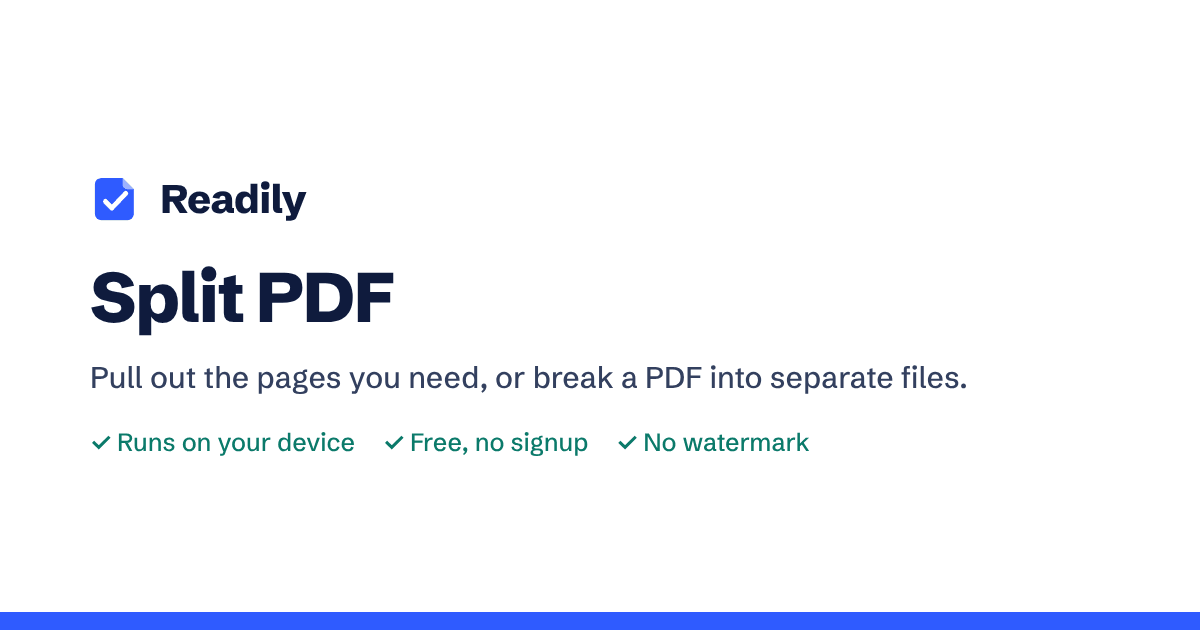 Readily
Split PDF
Pull out the pages you need, or break a PDF into separate files.
✓ Runs on your device ✓ Free, no signup ✓ No watermark